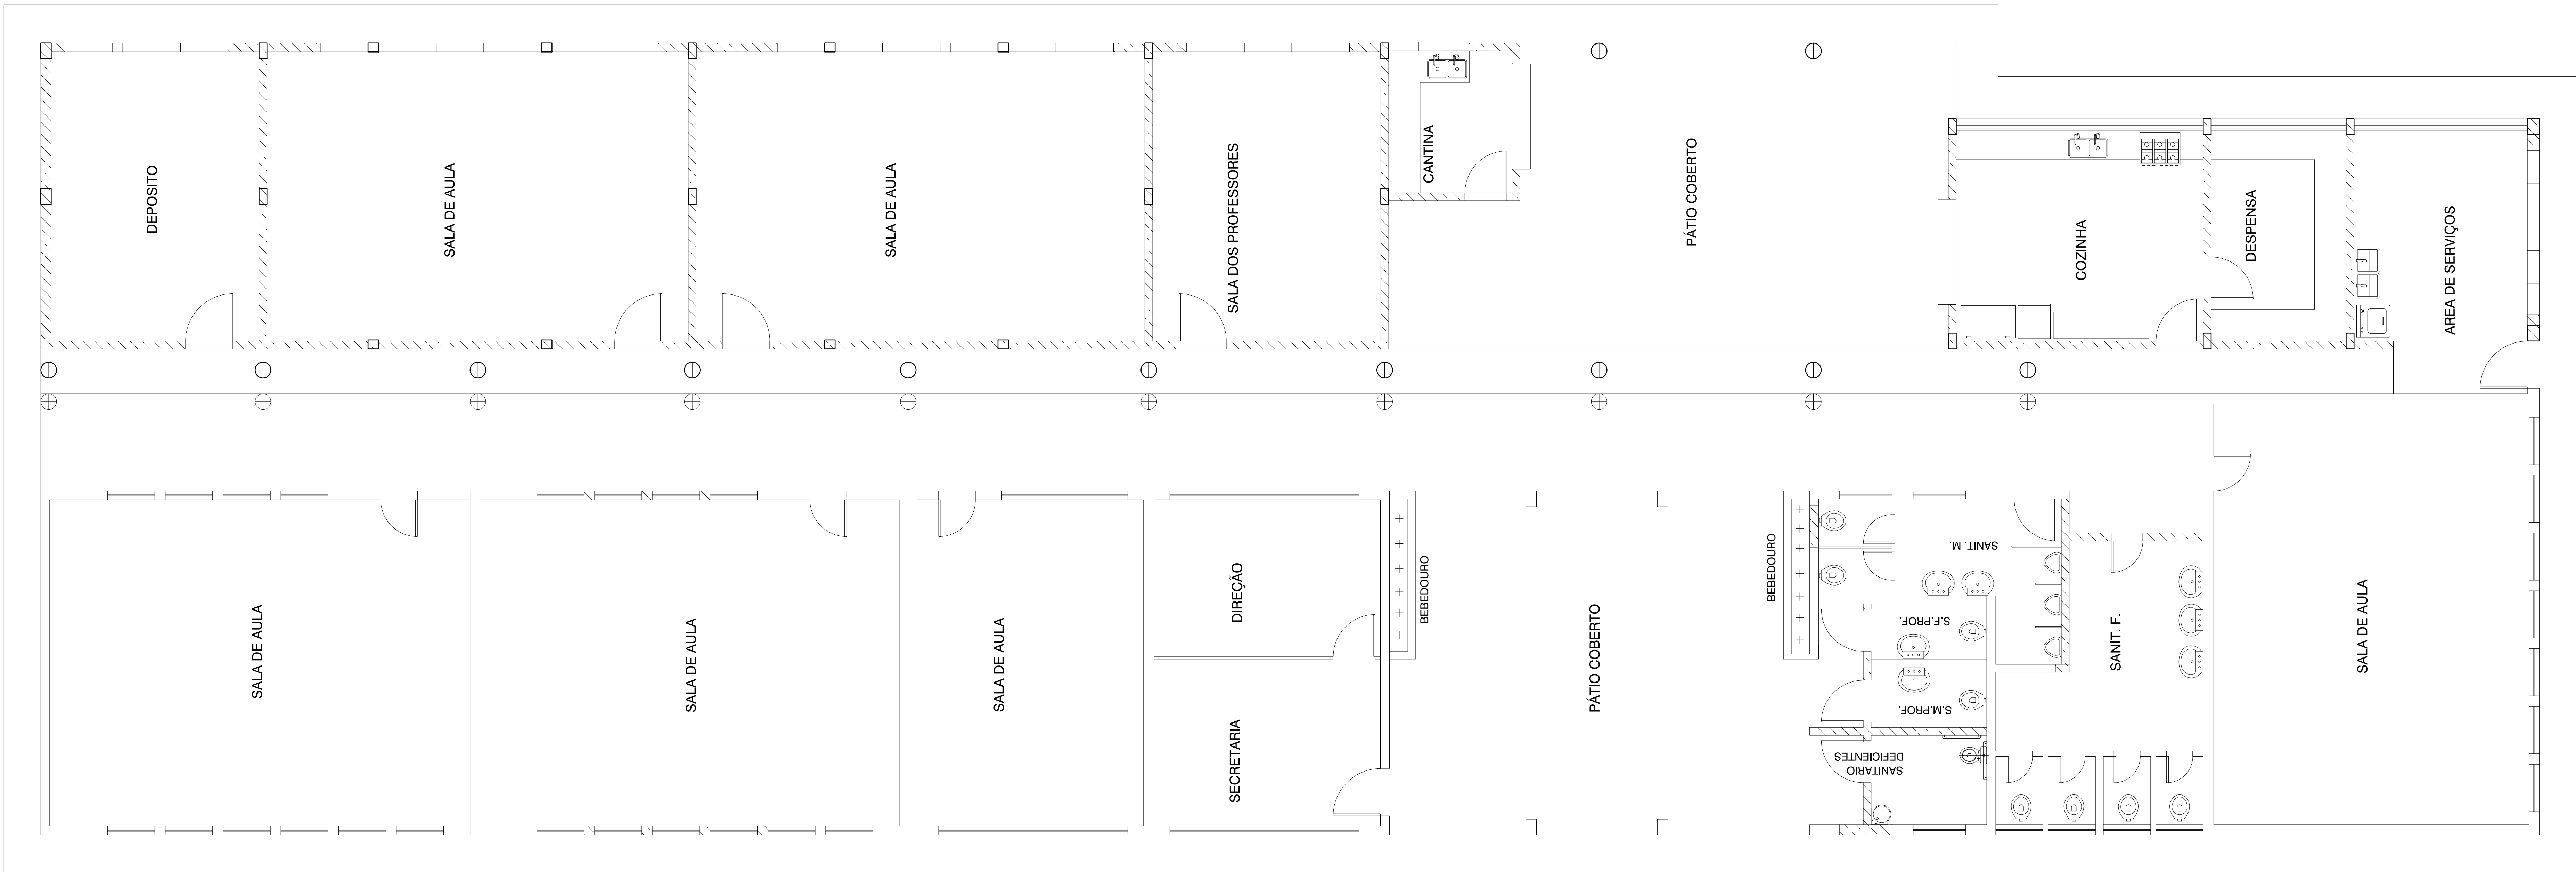 DEPOSITO
SALA DE AULA
SALA DE AULA
SALA DOS PROFESSORES
CANTINA
PÁTIO COBERTO
COZINHA
DESPENSA
AREA DE SERVIÇOS
SALA DE AULA
SALA DE AULA
SALA DE AULA
DIREÇÃO
SECRETARIA
BEBEDOURO
PÁTIO COBERTO
BEBEDOURO
SANIT. M.
S.F.PROF.
S.M.PROF.
SANITARIO
DEFICIENTES
SANIT. F.
SALA DE AULA